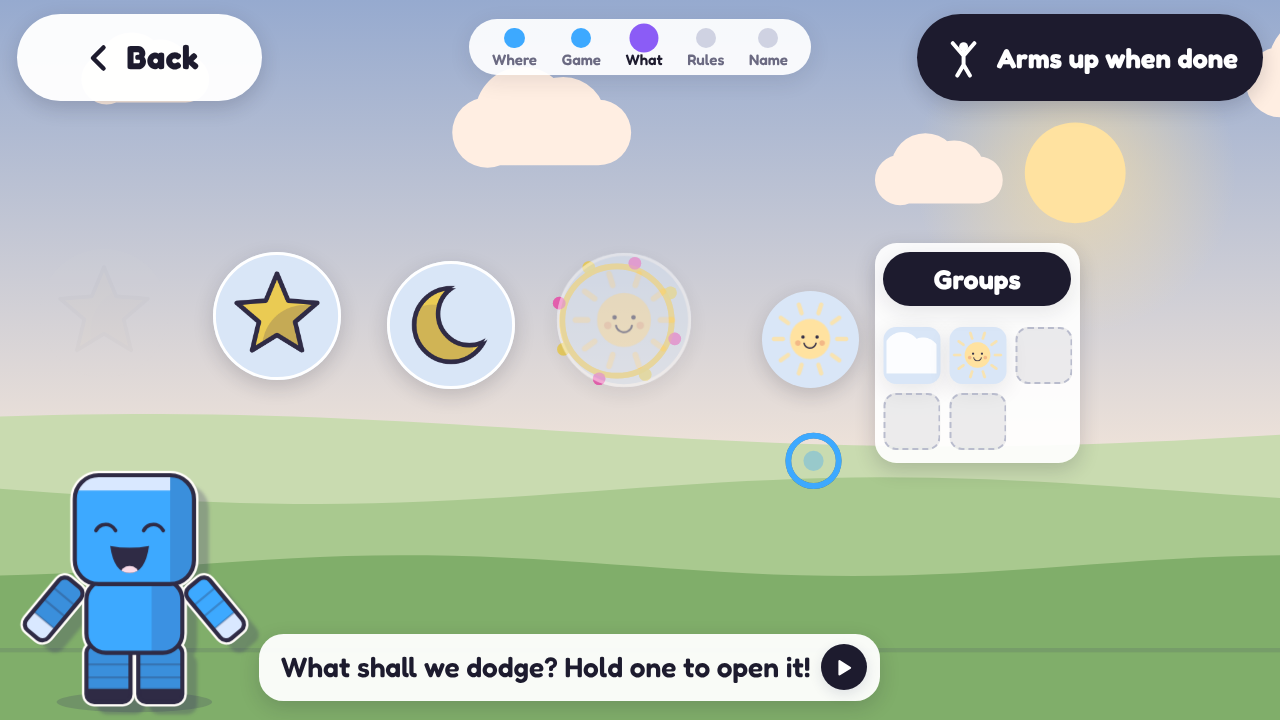 Back
Where
Game
What
Rules
Name
Arms up when done
Groups
What shall we dodge? Hold one to open it!